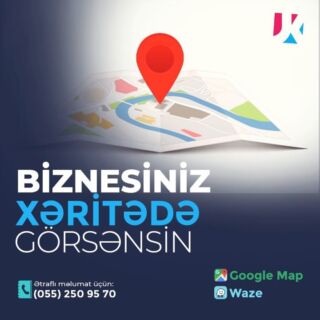 BİZNESİNİZ
XƏRİTƏDƏ
GÖRSƏNSİN
Ətraflı məlumat üçün:
(055) 250 95 70
Google Map
Waze